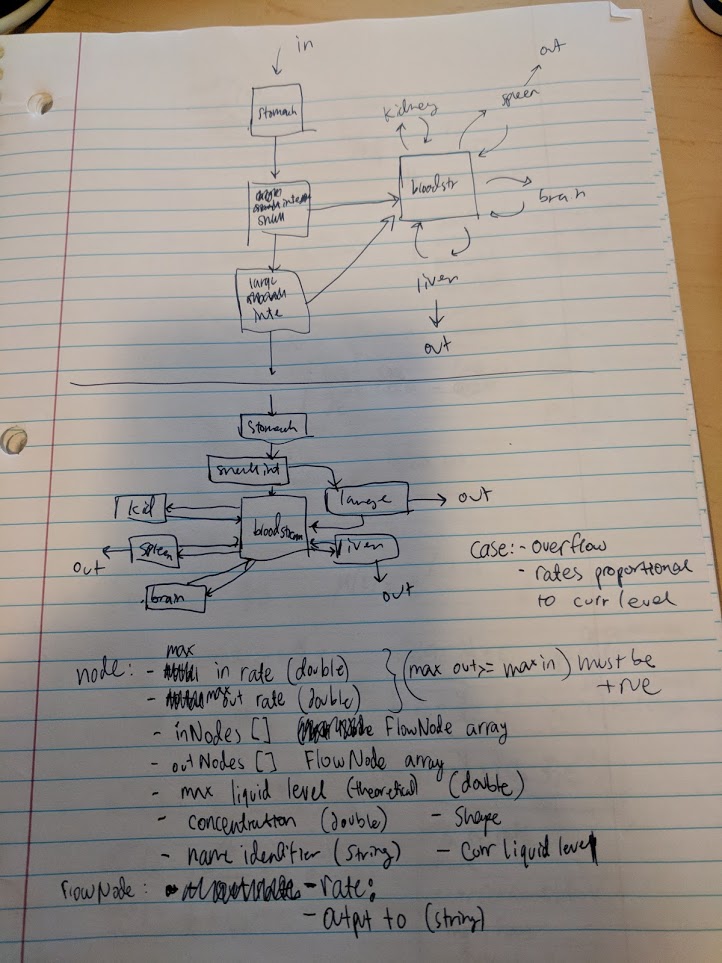 in
out
stomach
kidney
spleen
bloodstr
small
brain
large
inte
liver
out
stomach
small int
large
out
kid
bloodstream
spleen
liver
out
out
brain
case: - overflow
- rates proportional
to curr level
max
node: - in rate (double)
(max out >= max in) must be
true
- max out rate (double)
- inNodes [] FlowNode array
- outNodes [] FlowNode array
- max liquid level (theoretical) (double)
- concentration (double) - Shape
- name identifier (String) - Curr liquid level
FlowNode: - rate:
- output to (string)